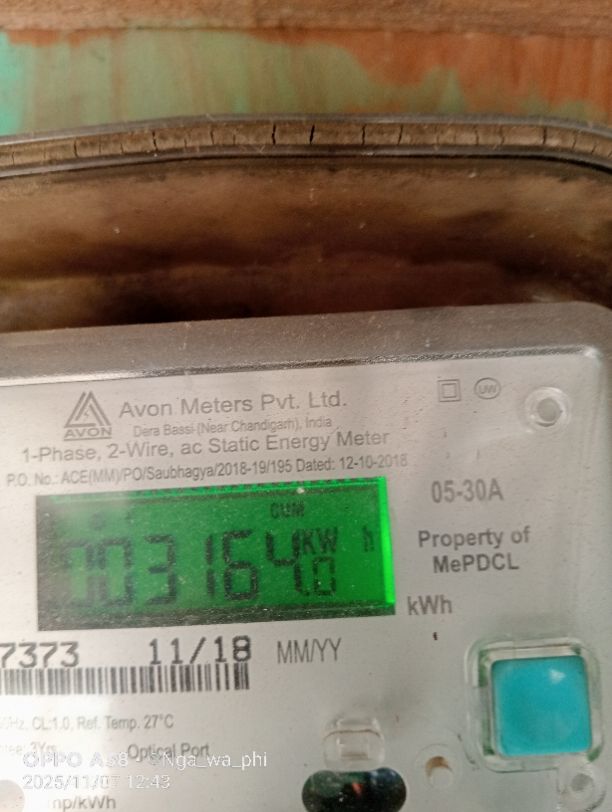 AVON
Avon Meters Pvt. Ltd.
Dera Bassi (Near Chandigarh), India
1-Phase, 2-Wire, ac Static Energy Meter
P.O. No.: ACE(MM)/PO/Saubhagya/2018-19/195 Dated: 12-10-2018
UW
05-30A
CUM
003164.0 KW h
Property of
MePDCL
kWh
7373 11/18 MM/YY
Hz, CL:1.0, Ref. Temp. 27°C
Optical Port
OPPO A58 · ©Nga_wa_phi
2025/11/07 12:43
mp/kWh